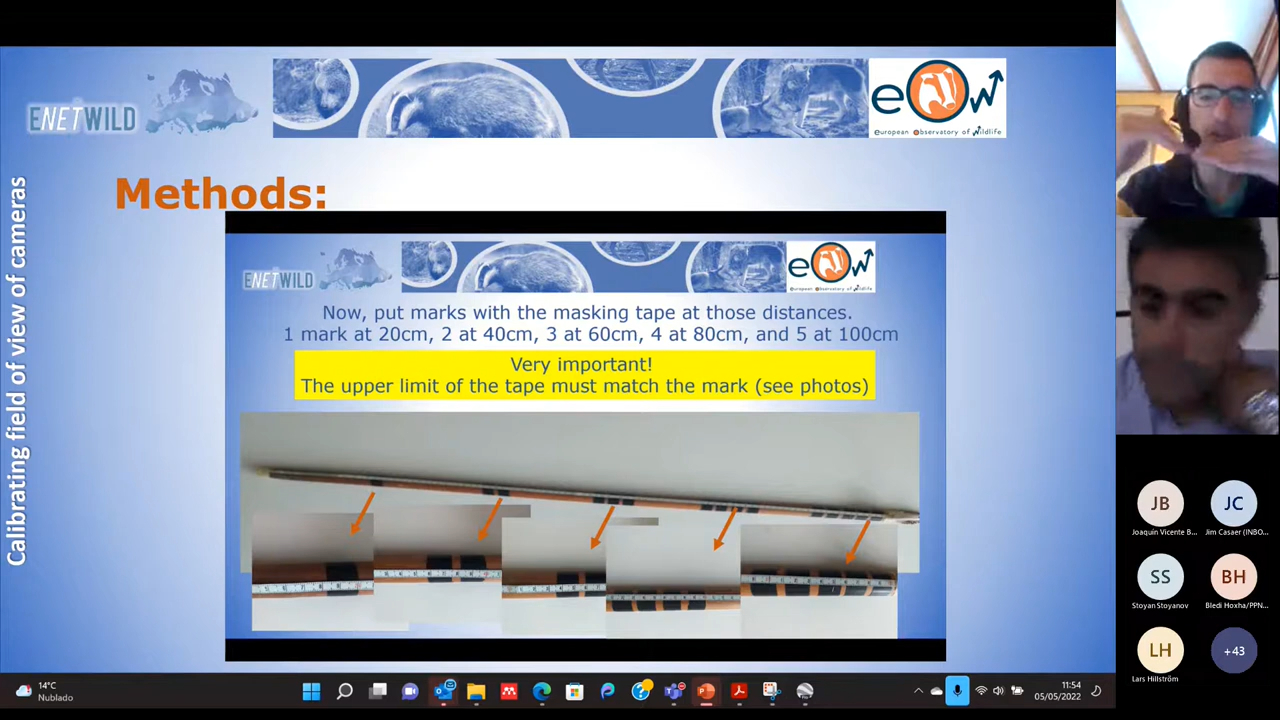 ENETWILD
eow
european observatory of wildlife
Methods:
Calibrating field of view of cameras
ENETWILD
eow
european observatory of wildlife
Now, put marks with the masking tape at those distances.
1 mark at 20cm, 2 at 40cm, 3 at 60cm, 4 at 80cm, and 5 at 100cm
Very important!
The upper limit of the tape must match the mark (see photos)
JB
Joaquín Vicente B...
JC
Jim Casaer (INBO...
SS
Stoyan Stoyanov
BH
Bledi Hoxha/PPN...
LH
Lars Hillström
+43
14°C
Nublado
11:54
05/05/2022